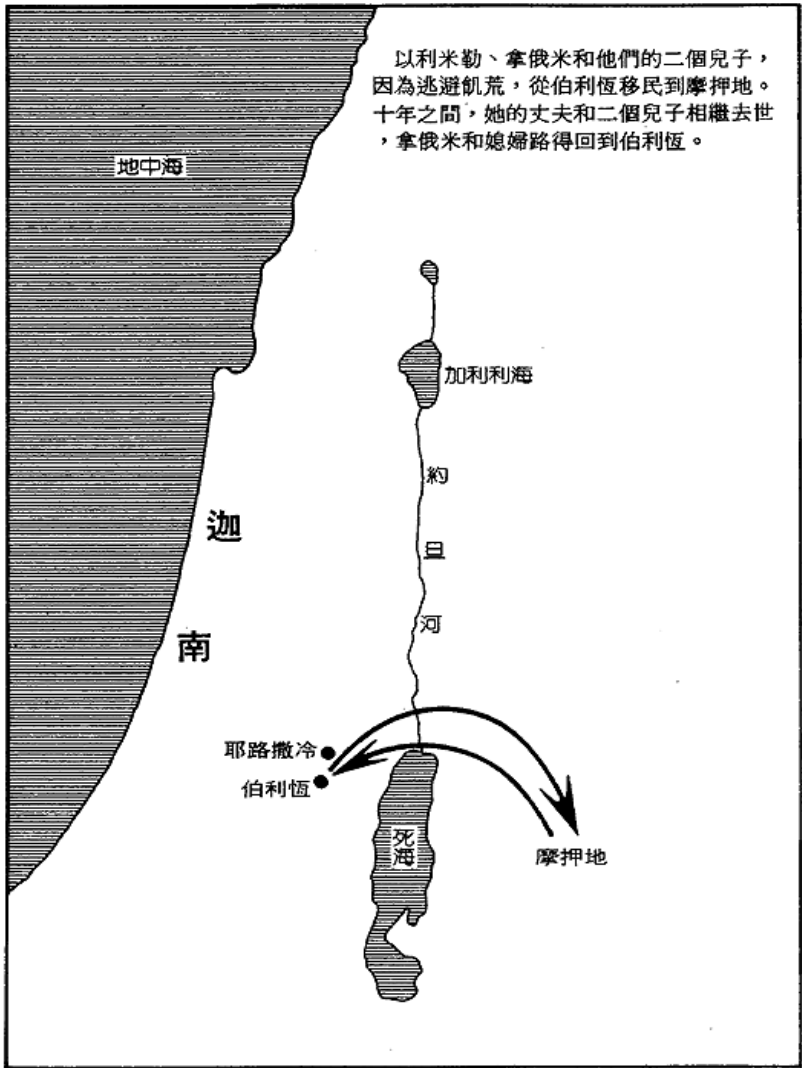 以利米勒、拿俄米和他們的二個兒子，
因為逃避飢荒，從伯利恆移民到摩押地。
十年之間，她的丈夫和二個兒子相繼去世
，拿俄米和媳婦路得回到伯利恆。
地中海
加利利海
約旦河
迦南
耶路撒冷
伯利恆
死海
摩押地